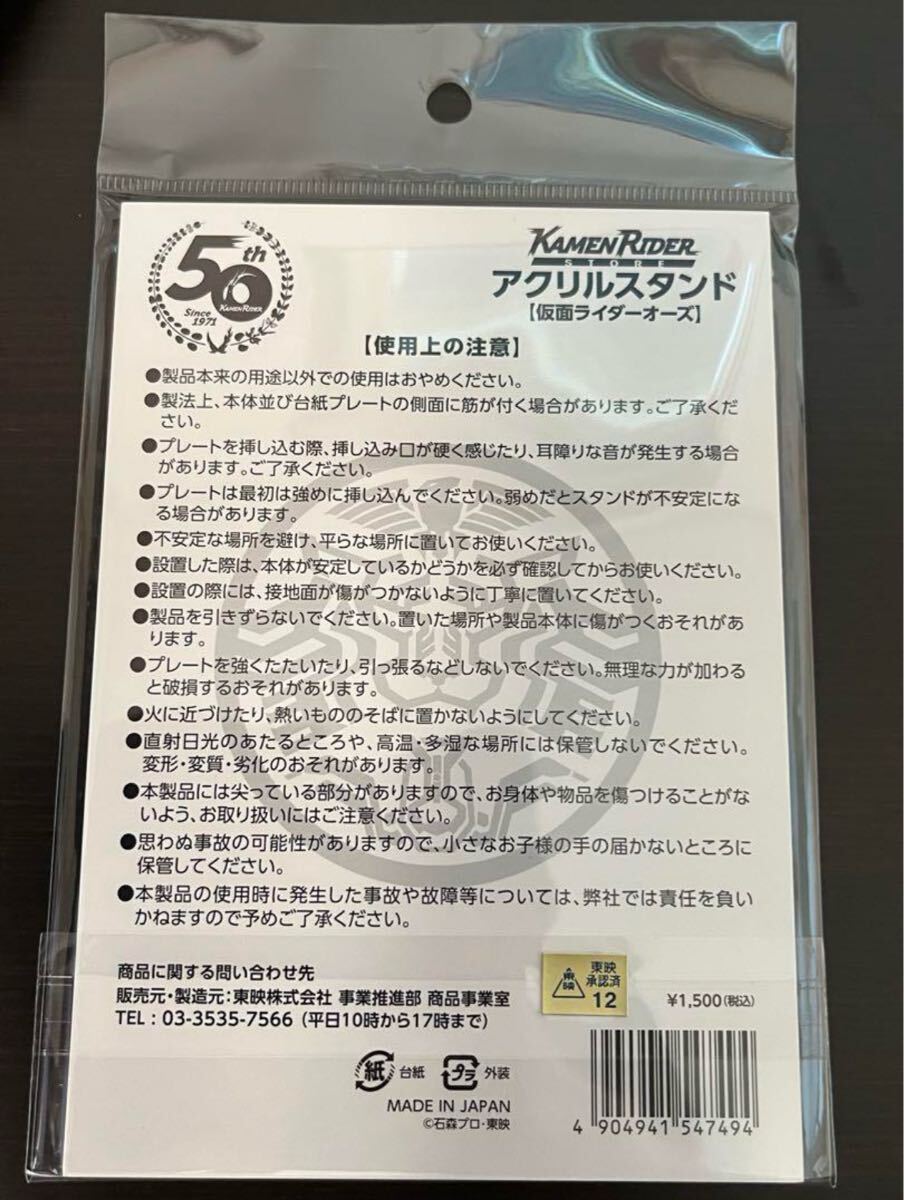 50th
KAMEN RIDER
Since 1971
KAMEN RIDER
STORE
アクリルスタンド
【仮面ライダーオーズ】
【使用上の注意】
●製品本来の用途以外での使用はおやめください。
●製法上、本体並び台紙プレートの側面に筋が付く場合があります。ご了承くだ
さい。
●プレートを挿し込む際、挿し込み口が硬く感じたり、耳障りな音が発生する場合
があります。ご了承ください。
●プレートは最初は強めに挿し込んでください。弱めだとスタンドが不安定にな
る場合があります。
●不安定な場所を避け、平らな場所に置いてお使いください。
●設置した際は、本体が安定しているかどうかを必ず確認してからお使いください。
●設置の際には、接地面が傷がつかないように丁寧に置いてください。
●製品を引きずらないでください。置いた場所や製品本体に傷がつくおそれがあ
ります。
●プレートを強くたたいたり、引っ張るなどしないでください。無理な力が加わる
と破損するおそれがあります。
●火に近づけたり、熱いもののそばに置かないようにしてください。
●直射日光のあたるところや、高温・多湿な場所には保管しないでください。
変形・変質・劣化のおそれがあります。
●本製品には尖っている部分がありますので、お身体や物品を傷つけることがな
いよう、お取り扱いにはご注意ください。
●思わぬ事故の可能性がありますので、小さなお子様の手の届かないところに
保管してください。
●本製品の使用時に発生した事故や故障等については、弊社では責任を負い
かねますので予めご了承ください。
商品に関する問い合わせ先
販売元・製造元：東映株式会社 事業推進部 商品事業室
TEL：03-3535-7566（平日10時から17時まで）
東映
東映
承認済
12
¥1,500（税込）
紙 台紙 プラ 外装
MADE IN JAPAN
©石森プロ・東映
4 904941 547494